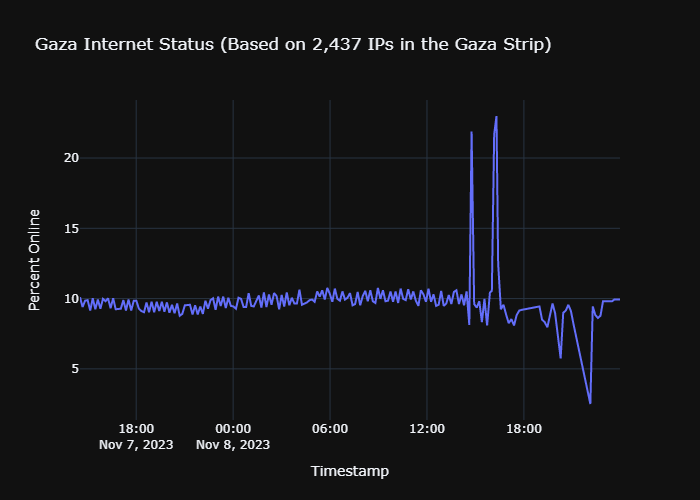 Gaza Internet Status (Based on 2,437 IPs in the Gaza Strip)
20
15
10
5
Percent Online
18:00 00:00 06:00 12:00 18:00
Nov 7, 2023 Nov 8, 2023
Timestamp